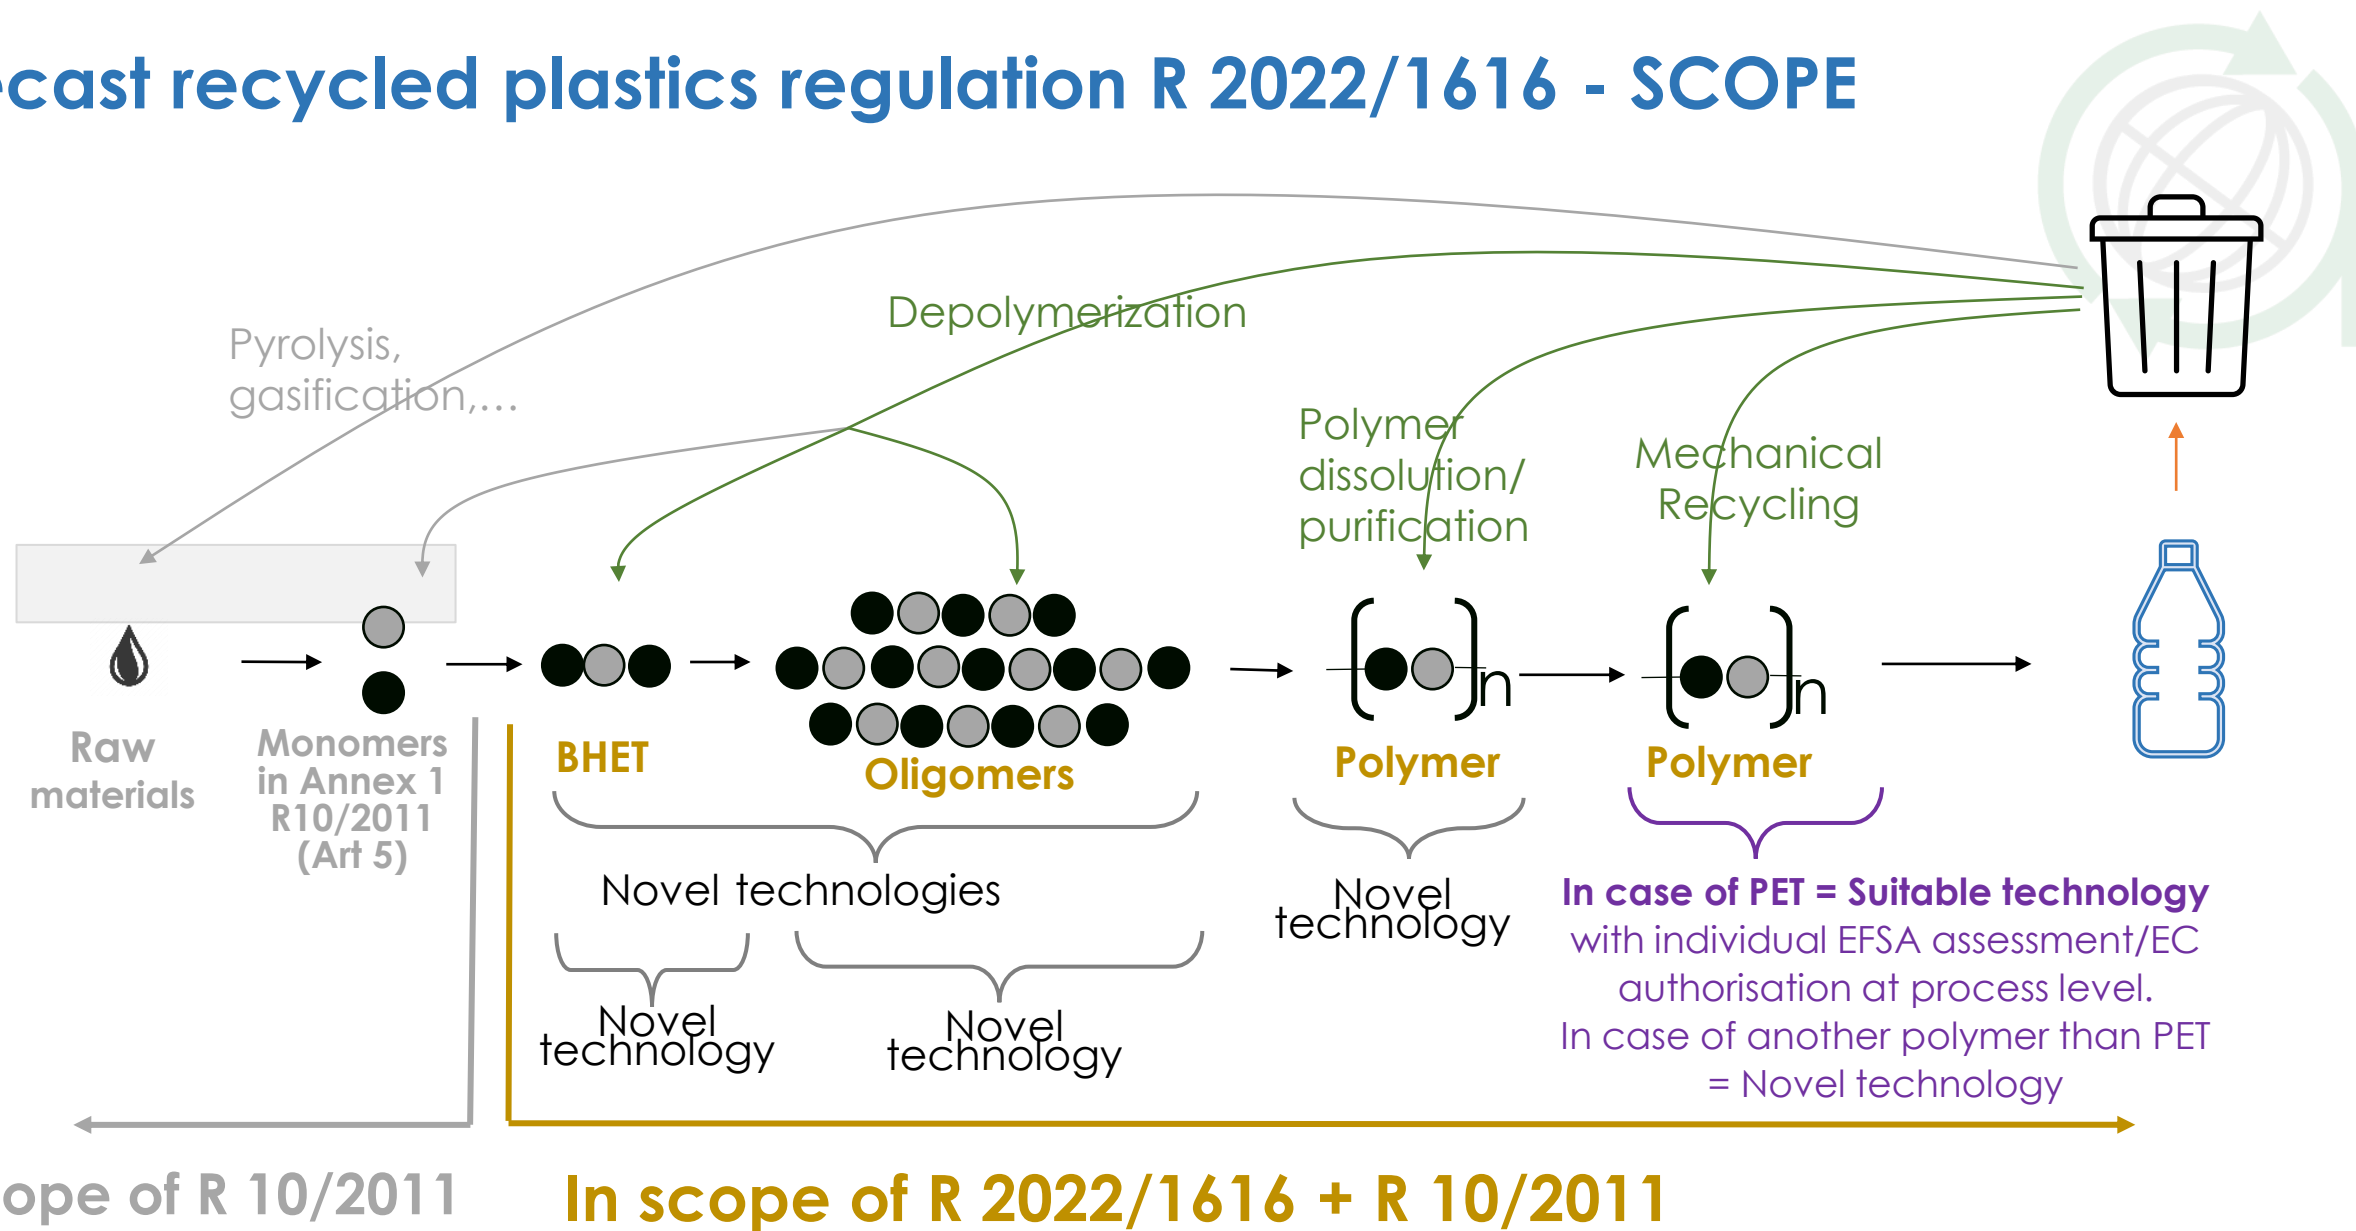 ecast recycled plastics regulation R 2022/1616 - SCOPE
Pyrolysis,
gasification,...
Depolymerization
Polymer
dissolution/
purification
Mechanical
Recycling
Raw
materials
Monomers
in Annex 1
R10/2011
(Art 5)
BHET
Oligomers
n
Polymer
n
Polymer
Novel technologies
Novel
technology
Novel
technology
Novel
technology
In case of PET = Suitable technology
with individual EFSA assessment/EC
authorisation at process level.
In case of another polymer than PET
= Novel technology
ope of R 10/2011
In scope of R 2022/1616 + R 10/2011